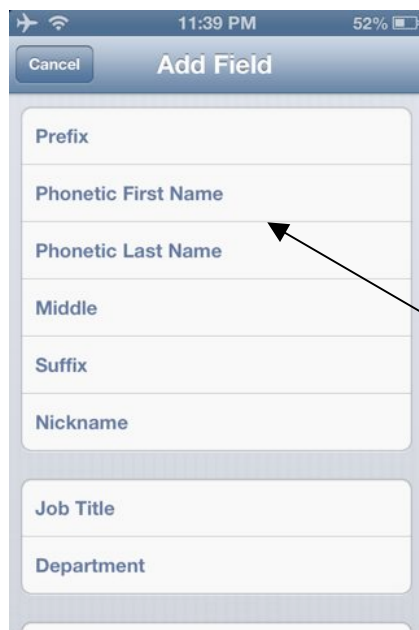 11:39 PM 52%
Cancel Add Field
Prefix
Phonetic First Name
Phonetic Last Name
Middle
Suffix
Nickname
Job Title
Department